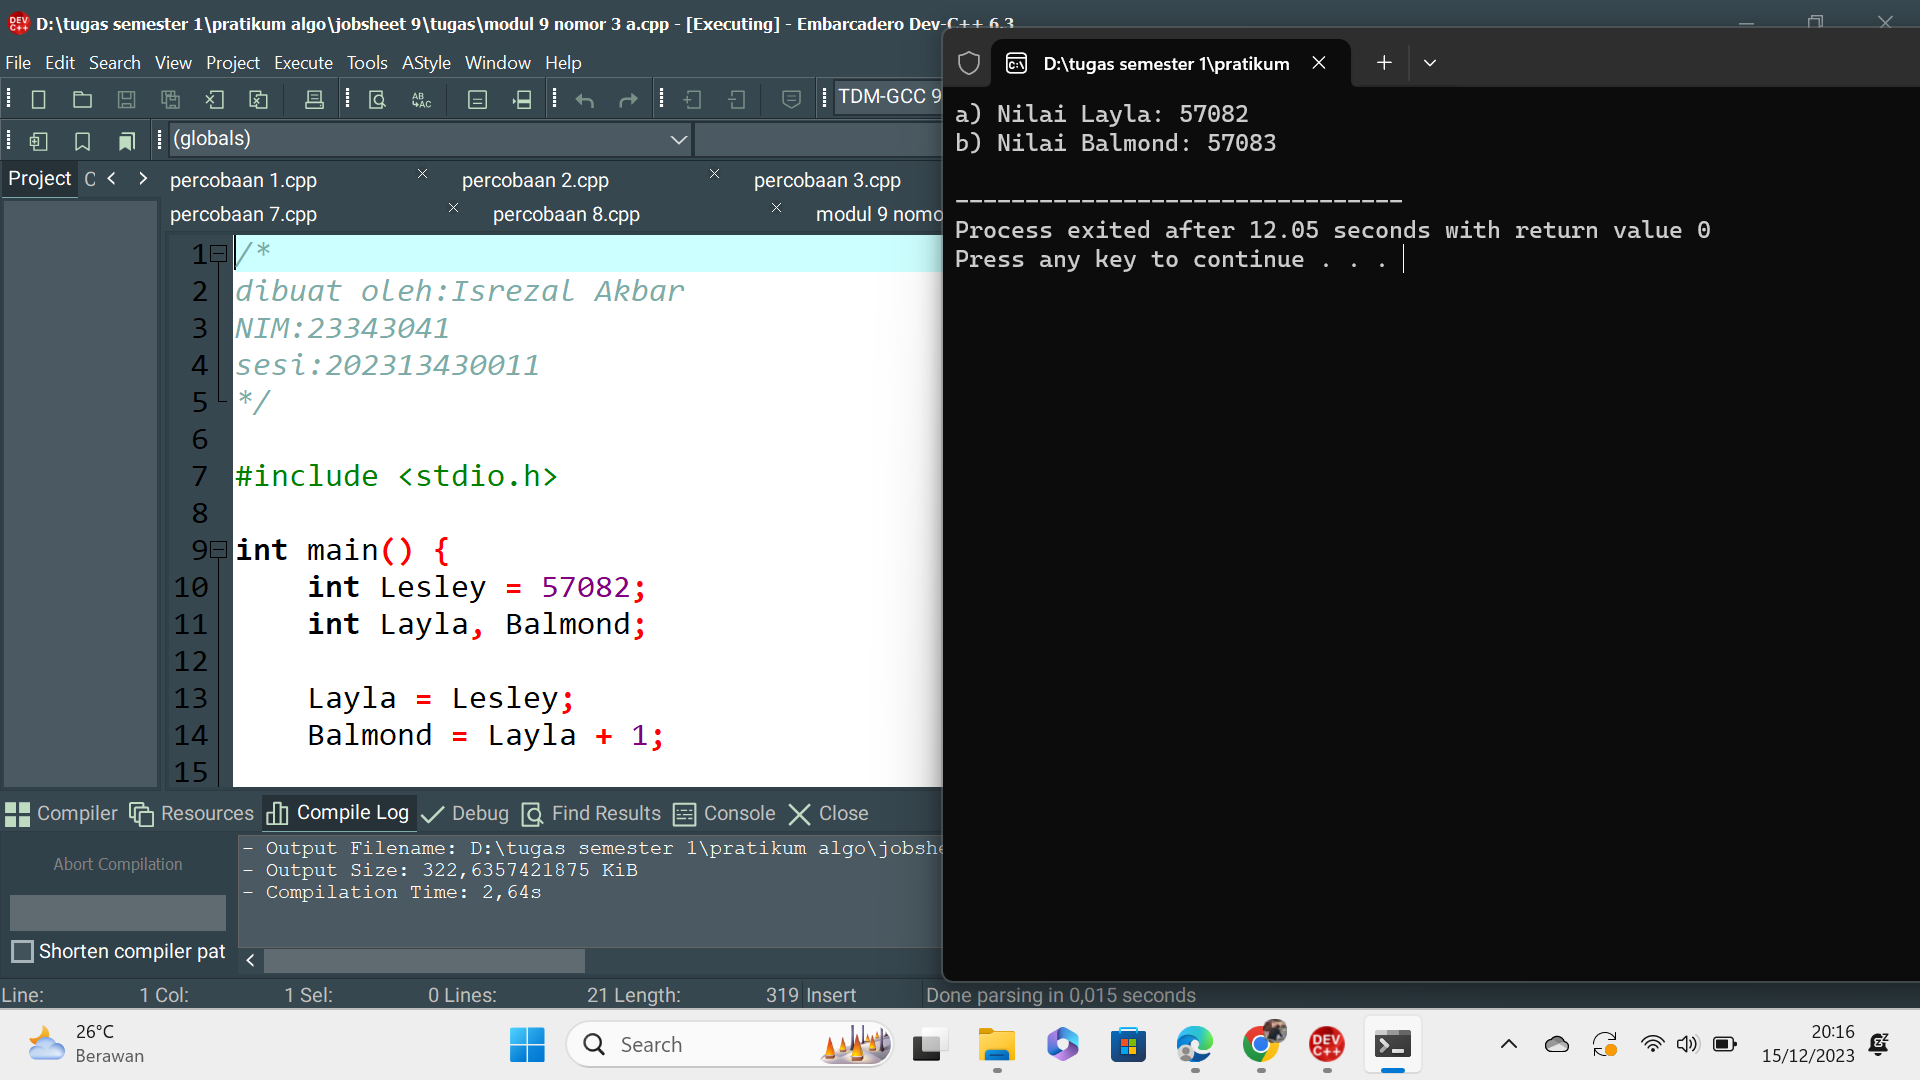 D:\tugas semester 1\pratikum algo\jobsheet 9\tugas\modul 9 nomor 3 a.cpp - [Executing] - Embarcadero Dev-C++ 6.3
File Edit Search View Project Execute Tools AStyle Window Help
TDM-GCC 9
(globals)
Project
percobaan 1.cpp percobaan 2.cpp percobaan 3.cpp
percobaan 7.cpp percobaan 8.cpp modul 9 nomo
1 /*
2 dibuat oleh:Isrezal Akbar
3 NIM:23343041
4 sesi:202313430011
5 */
6
7 #include <stdio.h>
8
9 int main() {
10 int Lesley = 57082;
11 int Layla, Balmond;
12
13 Layla = Lesley;
14 Balmond = Layla + 1;
15
Compiler Resources Compile Log Debug Find Results Console Close
Abort Compilation
Shorten compiler pat
- Output Filename: D:\tugas semester 1\pratikum algo\jobshe
- Output Size: 322,6357421875 KiB
- Compilation Time: 2,64s
Line: 1 Col: 1 Sel: 0 Lines: 21 Length: 319 Insert Done parsing in 0,015 seconds
D:\tugas semester 1\pratikum
a) Nilai Layla: 57082
b) Nilai Balmond: 57083
--------------------------------
Process exited after 12.05 seconds with return value 0
Press any key to continue . . .
26°C
Berawan
Search
DEV C++
20:16
15/12/2023